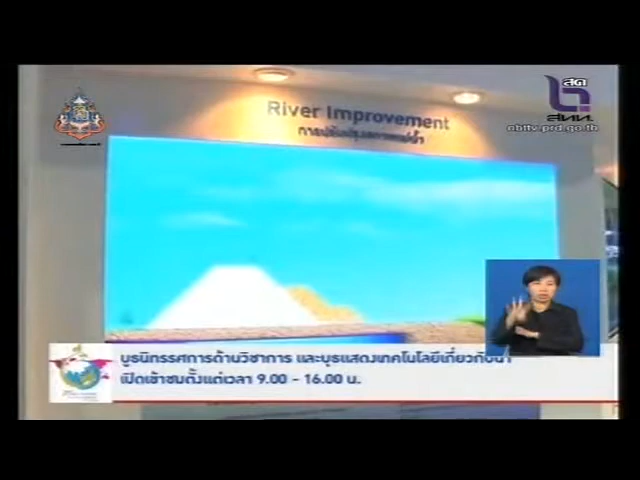 River Improvement
การปรับปรุงสภาพแม่น้ำ
สด
สทท.
nbttv.prd.go.th
บูธนิทรรศการด้านวิชาการ และบูธแสดงเทคโนโลยีเกี่ยวกับน้ำ
เปิดเข้าชมตั้งแต่เวลา 9.00 - 16.00 น.